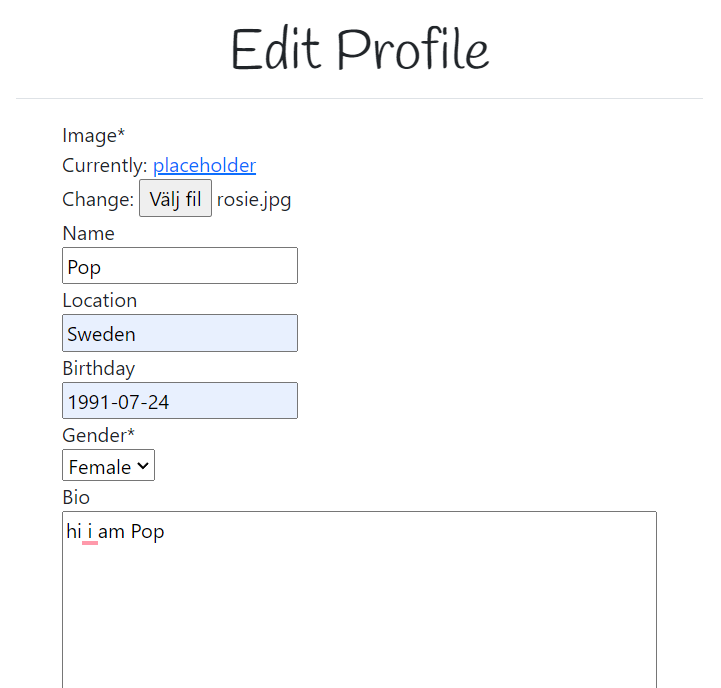 Edit Profile
Image*
Currently: placeholder
Change: Välj fil rosie.jpg
Name
Pop
Location
Sweden
Birthday
1991-07-24
Gender*
Female
Bio
hi i am Pop